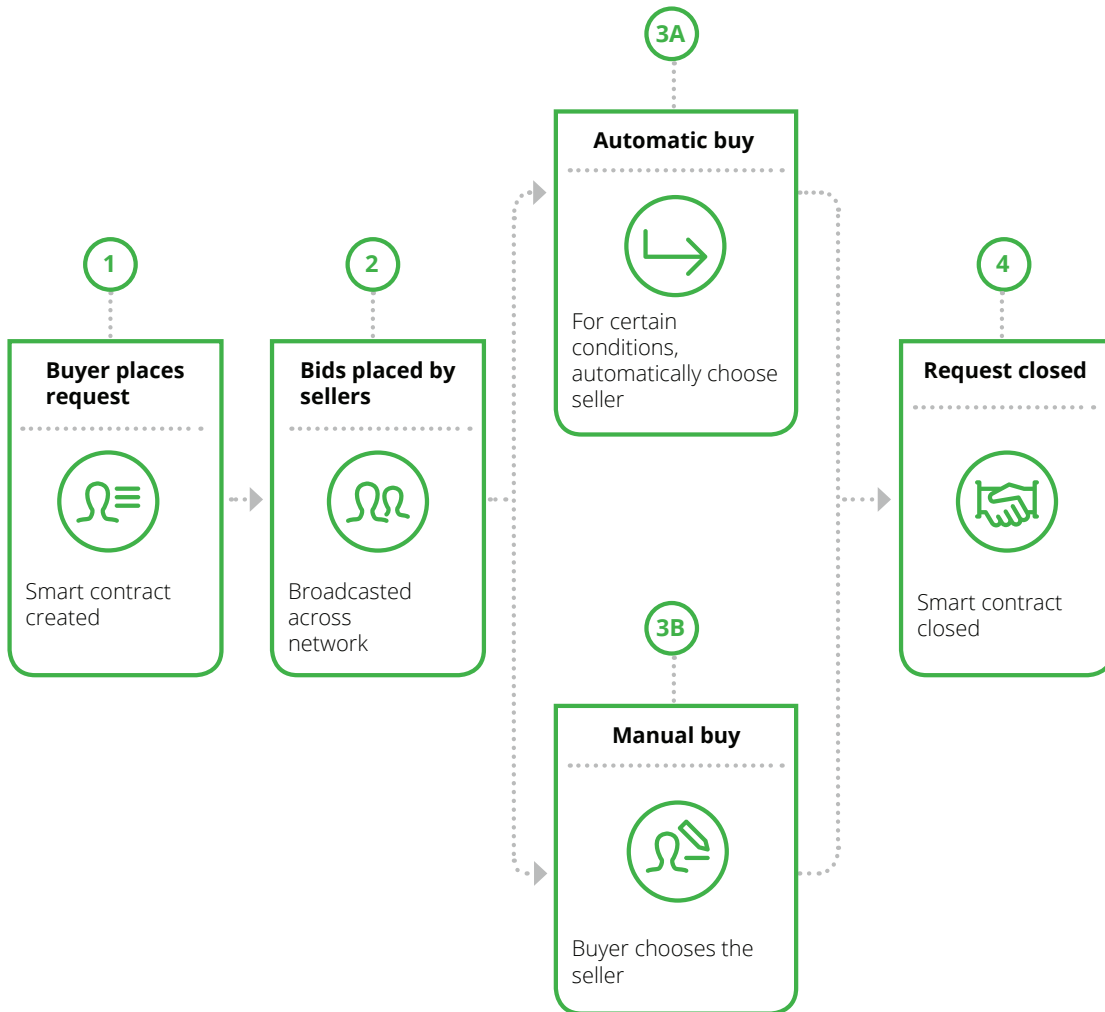 1
Buyer places
request
Smart contract
created
2
Bids placed by
sellers
Broadcasted
across
network
3A
Automatic buy
For certain
conditions,
automatically choose
seller
3B
Manual buy
Buyer chooses the
seller
4
Request closed
Smart contract
closed